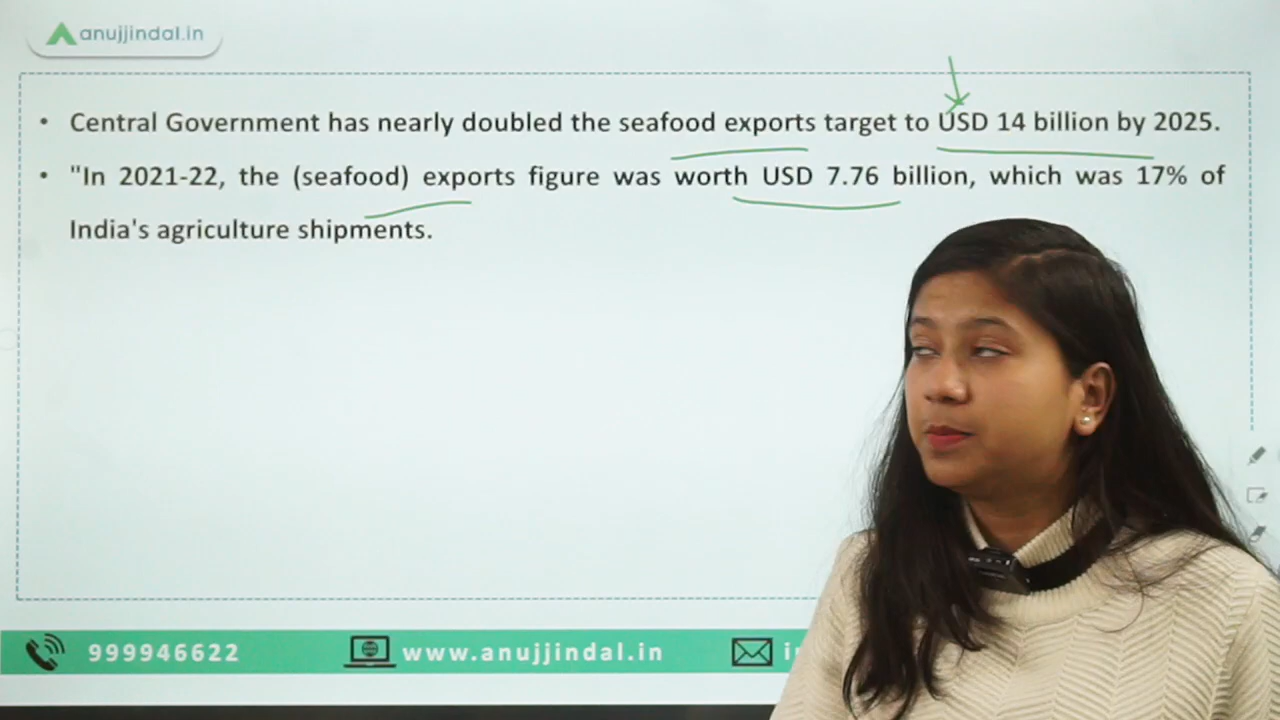 anujjindal.in
• Central Government has nearly doubled the seafood exports target to USD 14 billion by 2025.
• "In 2021-22, the (seafood) exports figure was worth USD 7.76 billion, which was 17% of
India's agriculture shipments.
999946622 www.anujjindal.in